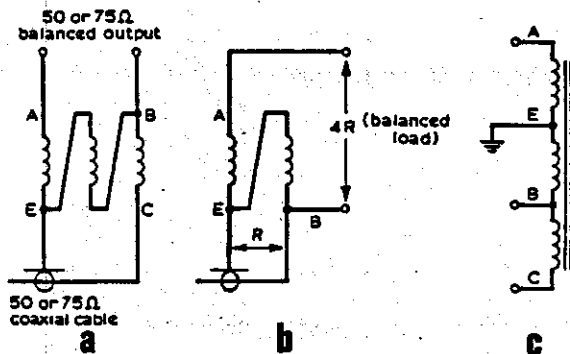 50 or 75Ω
balanced output
A
B
E
C
50 or 75Ω
coaxial cable
a
A
4R
(balanced
load)
E
B
R
b
A
E
B
C
c